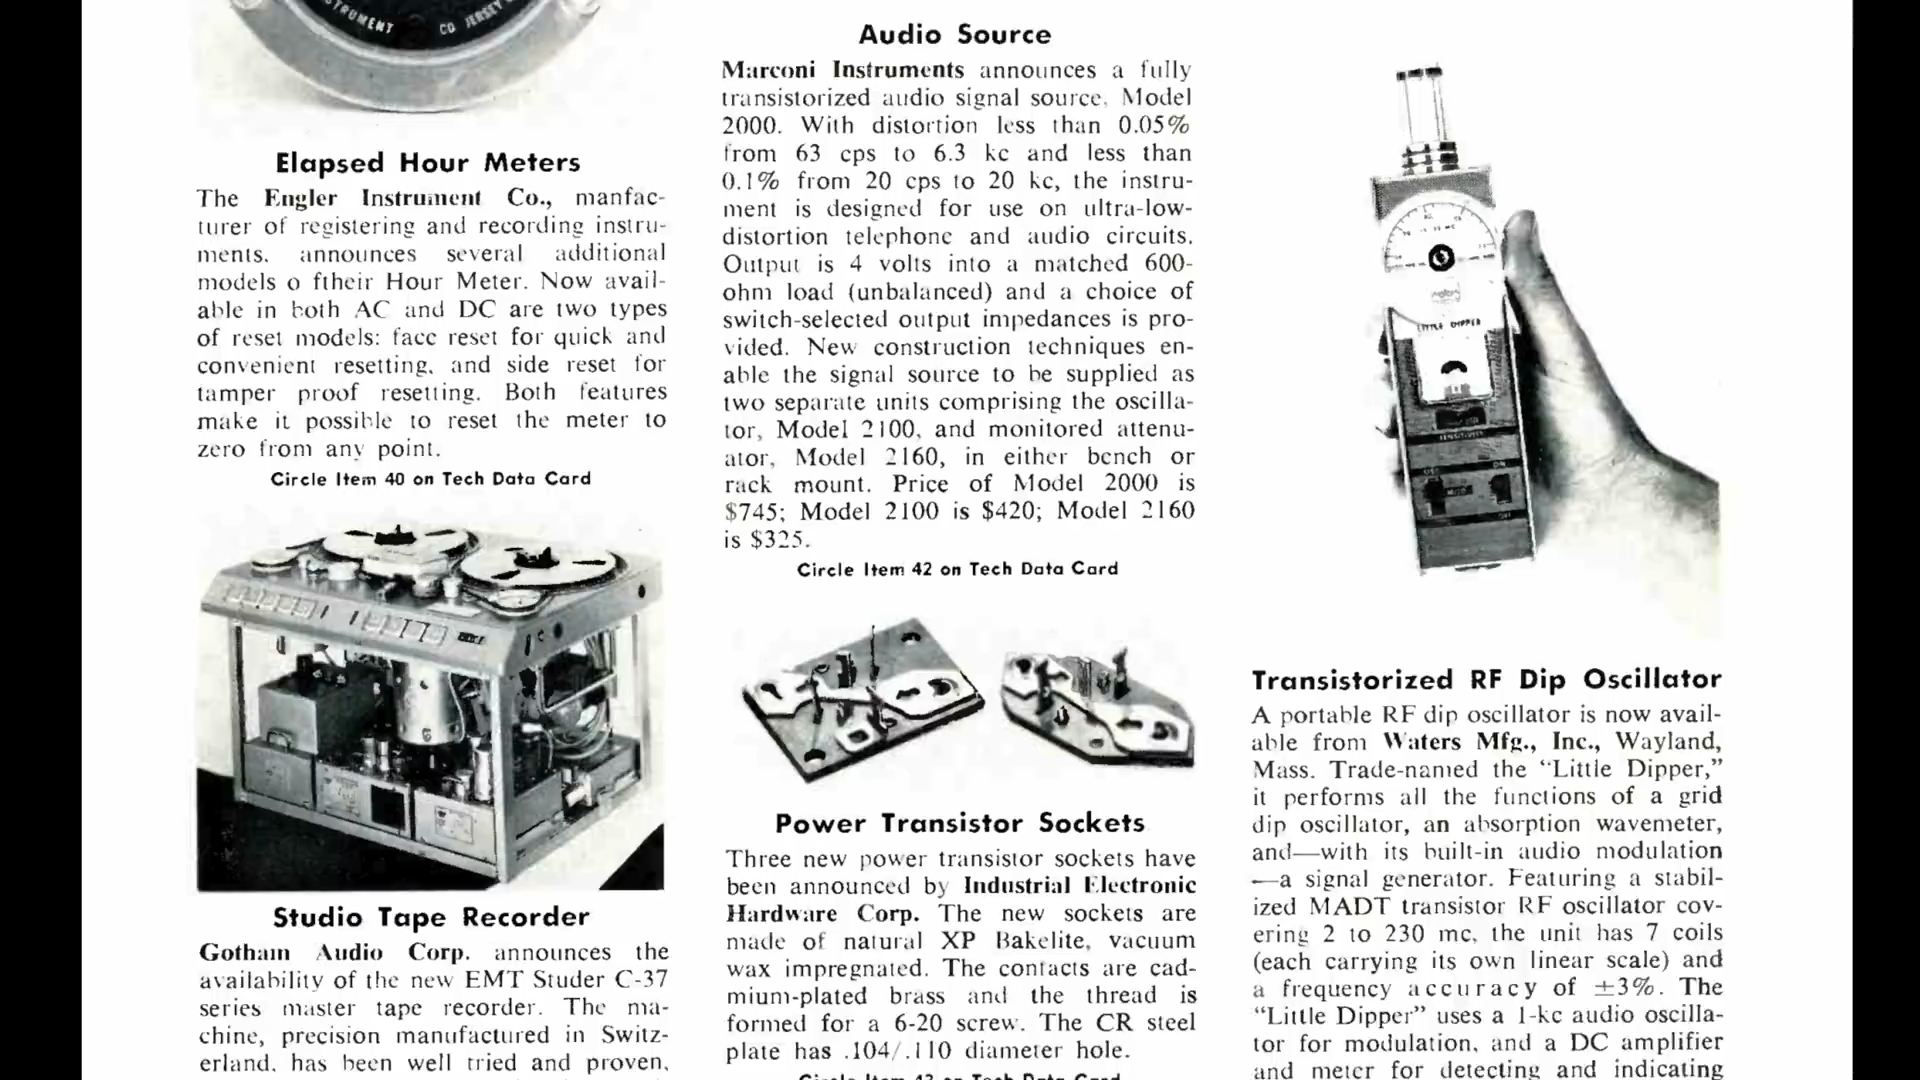 STRUMENT CO JERSEY
Elapsed Hour Meters
The Engler Instrument Co., manfac-
turer of registering and recording instru-
ments, announces several additional
models o ftheir Hour Meter. Now avail-
able in both AC and DC are two types
of reset models: face reset for quick and
convenient resetting, and side reset for
tamper proof resetting. Both features
make it possible to reset the meter to
zero from any point.
Circle Item 40 on Tech Data Card
Studio Tape Recorder
Gotham Audio Corp. announces the
availability of the new EMT Studer C-37
series master tape recorder. The ma-
chine, precision manufactured in Switz-
erland, has been well tried and proven,
Audio Source
Marconi Instruments announces a fully
transistorized audio signal source, Model
2000. With distortion less than 0.05%
from 63 cps to 6.3 kc and less than
0.1% from 20 cps to 20 kc, the instru-
ment is designed for use on ultra-low-
distortion telephone and audio circuits.
Output is 4 volts into a matched 600-
ohm load (unbalanced) and a choice of
switch-selected output impedances is pro-
vided. New construction techniques en-
able the signal source to be supplied as
two separate units comprising the oscilla-
tor, Model 2100, and monitored attenu-
ator, Model 2160, in either bench or
rack mount. Price of Model 2000 is
$745; Model 2100 is $420; Model 2160
is $325.
Circle Item 42 on Tech Data Card
Power Transistor Sockets
Three new power transistor sockets have
been announced by Industrial Electronic
Hardware Corp. The new sockets are
made of natural XP Bakelite, vacuum
wax impregnated. The contacts are cad-
mium-plated brass and the thread is
formed for a 6-20 screw. The CR steel
plate has .104/.110 diameter hole.
Circle Item 43 on Tech Data Card
LITTLE DIPPER
Transistorized RF Dip Oscillator
A portable RF dip oscillator is now avail-
able from Waters Mfg., Inc., Wayland,
Mass. Trade-named the “Little Dipper,”
it performs all the functions of a grid
dip oscillator, an absorption wavemeter,
and—with its built-in audio modulation
—a signal generator. Featuring a stabil-
ized MADT transistor RF oscillator cov-
ering 2 to 230 mc, the unit has 7 coils
(each carrying its own linear scale) and
a frequency accuracy of ±3%. The
“Little Dipper” uses a 1-kc audio oscilla-
tor for modulation, and a DC amplifier
and meter for detecting and indicating